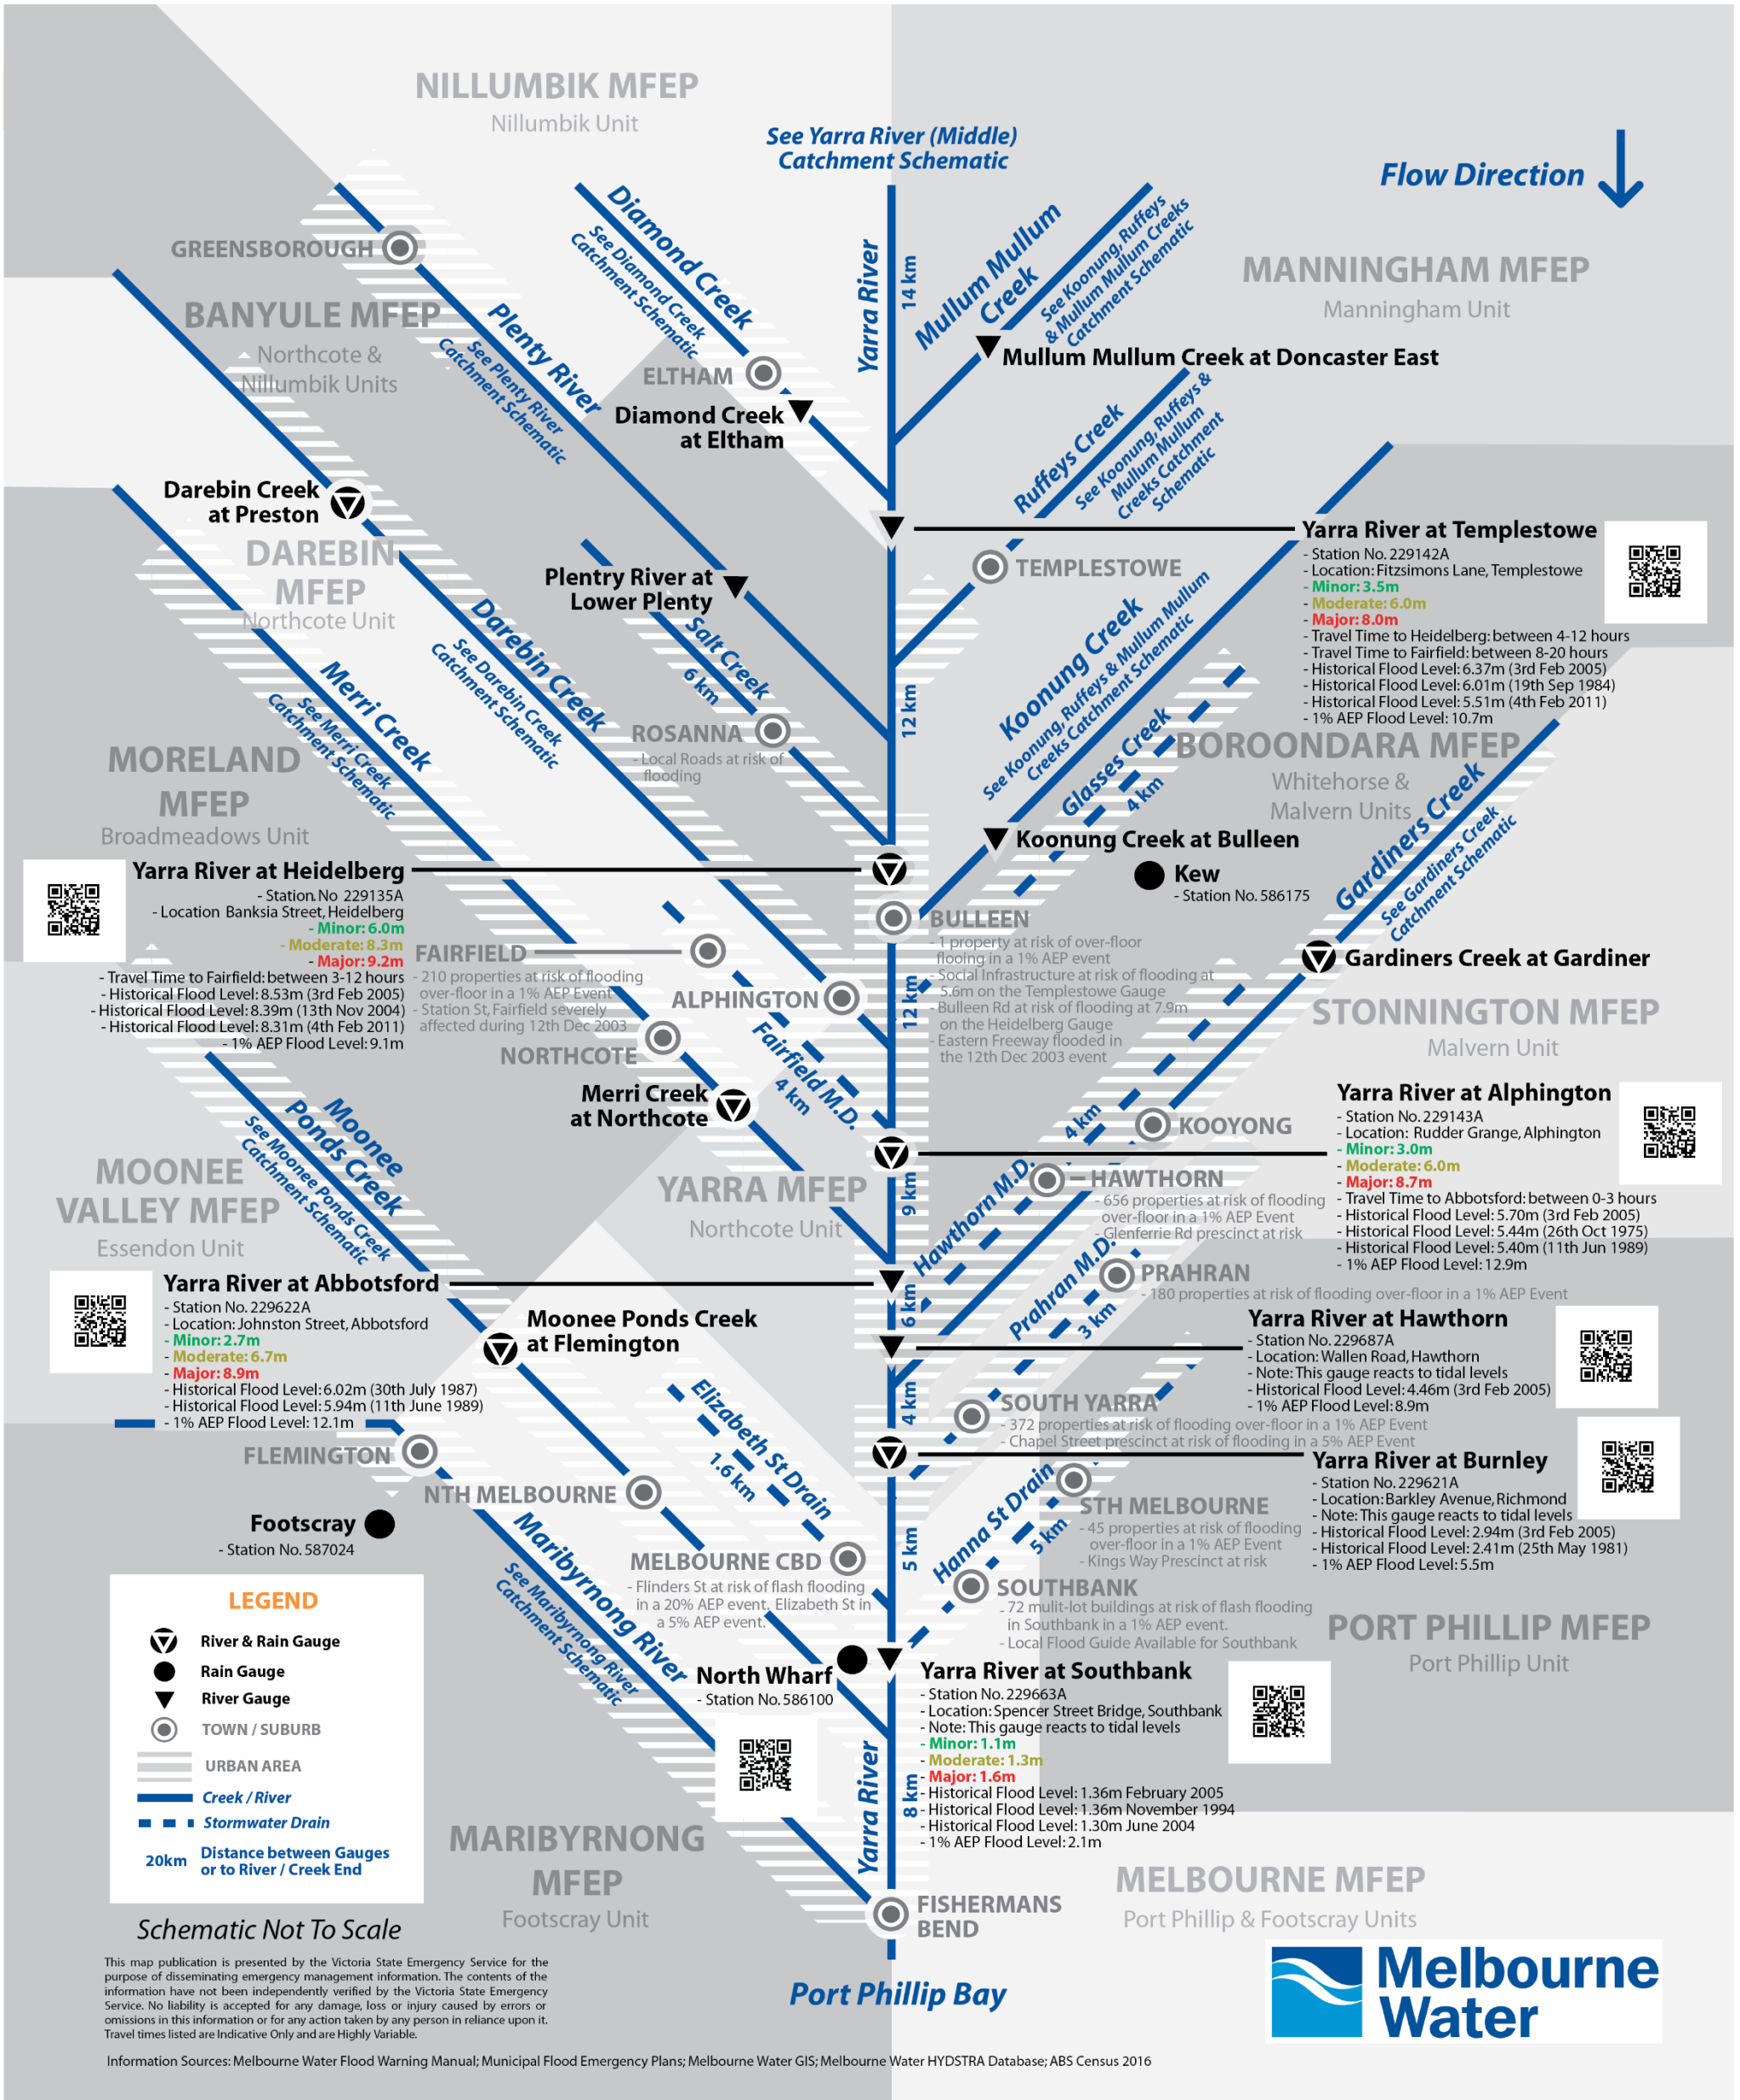 NILLUMBIK MFEP
Nillumbik Unit
See Yarra River (Middle)
Catchment Schematic
Flow Direction
GREENSBOROUGH
BANYULE MFEP
Northcote &
Nillumbik Units
Plenty River
See Plenty River
Catchment Schematic
Diamond Creek
See Diamond Creek
Catchment Schematic
ELTHAM
Diamond Creek
at Eltham
Yarra River
14 km
Mullum Mullum
Creek
See Koonung, Ruffeys
& Mullum Mullum Creeks
Catchment Schematic
MANNINGHAM MFEP
Manningham Unit
Mullum Mullum Creek at Doncaster East
Ruffeys Creek
See Koonung, Ruffeys &
Mullum Mullum
Creeks Catchment
Schematic
Darebin Creek
at Preston
DAREBIN
MFEP
Northcote Unit
Plentry River at
Lower Plenty
TEMPLESTOWE
Yarra River at Templestowe
- Station No. 229142A
- Location: Fitzsimons Lane, Templestowe
- Minor: 3.5m
- Moderate: 6.0m
- Major: 8.0m
- Travel Time to Heidelberg: between 4-12 hours
- Travel Time to Fairfield: between 8-20 hours
- Historical Flood Level: 6.37m (3rd Feb 2005)
- Historical Flood Level: 6.01m (19th Sep 1984)
- Historical Flood Level: 5.51m (4th Feb 2011)
- 1% AEP Flood Level: 10.7m
Merri Creek
See Merri Creek
Catchment Schematic
Darebin Creek
See Darebin Creek
Catchment Schematic
Salt Creek
6 km
ROSANNA
- Local Roads at risk of
flooding
12 km
Koonung Creek
See Koonung, Ruffeys & Mullum Mullum
Creeks Catchment Schematic
Glasses Creek
4 km
BOROONDARA MFEP
Whitehorse &
Malvern Units
MORELAND
MFEP
Broadmeadows Unit
Koonung Creek at Bulleen
Kew
- Station No. 586175
Gardiners Creek
See Gardiners Creek
Catchment Schematic
Yarra River at Heidelberg
- Station. No 229135A
- Location Banksia Street, Heidelberg
- Minor: 6.0m
- Moderate: 8.3m
- Major: 9.2m
- Travel Time to Fairfield: between 3-12 hours
- Historical Flood Level: 8.53m (3rd Feb 2005)
- Historical Flood Level: 8.39m (13th Nov 2004)
- Historical Flood Level: 8.31m (4th Feb 2011)
- 1% AEP Flood Level: 9.1m
FAIRFIELD
- 210 properties at risk of flooding
over-floor in a 1% AEP Event
- Station St, Fairfield severely
affected during 12th Dec 2003
ALPHINGTON
NORTHCOTE
12 km
BULLEEN
- 1 property at risk of over-floor
flooing in a 1% AEP event
- Social Infrastructure at risk of flooding at
5.6m on the Templestowe Gauge
- Bulleen Rd at risk of flooding at 7.9m
on the Heidelberg Gauge
- Eastern Freeway flooded in
the 12th Dec 2003 event
Gardiners Creek at Gardiner
STONNINGTON MFEP
Malvern Unit
Fairfield M.D.
4 km
Merri Creek
at Northcote
Moonee
Ponds Creek
See Moonee Ponds Creek
Catchment Schematic
MOONEE
VALLEY MFEP
Essendon Unit
YARRA MFEP
Northcote Unit
9 km
Hawthorn M.D.
4 km
KOOYONG
HAWTHORN
- 656 properties at risk of flooding
over-floor in a 1% AEP Event
- Glenferrie Rd precinct at risk
Yarra River at Alphington
- Station No. 229143A
- Location: Rudder Grange, Alphington
- Minor: 3.0m
- Moderate: 6.0m
- Major: 8.7m
- Travel Time to Abbotsford: between 0-3 hours
- Historical Flood Level: 5.70m (3rd Feb 2005)
- Historical Flood Level: 5.44m (26th Oct 1975)
- Historical Flood Level: 5.40m (11th Jun 1989)
- 1% AEP Flood Level: 12.9m
Yarra River at Abbotsford
- Station No. 229622A
- Location: Johnston Street, Abbotsford
- Minor: 2.7m
- Moderate: 6.7m
- Major: 8.9m
- Historical Flood Level: 6.02m (30th July 1987)
- Historical Flood Level: 5.94m (11th June 1989)
- 1% AEP Flood Level: 12.1m
Moonee Ponds Creek
at Flemington
6 km
Prahran M.D.
3 km
PRAHRAN
- 180 properties at risk of flooding over-floor in a 1% AEP Event
Yarra River at Hawthorn
- Station No. 229687A
- Location: Wallen Road, Hawthorn
- Note: This gauge reacts to tidal levels
- Historical Flood Level: 4.46m (3rd Feb 2005)
- 1% AEP Flood Level: 8.9m
4 km
SOUTH YARRA
- 372 properties at risk of flooding over-floor in a 1% AEP Event
- Chapel Street prescinct at risk of flooding in a 5% AEP Event
FLEMINGTON
NTH MELBOURNE
Elizabeth St Drain
1.6 km
Footscray
- Station No. 587024
Yarra River at Burnley
- Station No. 229621A
- Location: Barkley Avenue, Richmond
- Note: This gauge reacts to tidal levels
- Historical Flood Level: 2.94m (3rd Feb 2005)
- Historical Flood Level: 2.41m (25th May 1981)
- 1% AEP Flood Level: 5.5m
5 km
Hanna St Drain
5 km
STH MELBOURNE
- 45 properties at risk of flooding
over-floor in a 1% AEP Event
- Kings Way Prescinct at risk
MELBOURNE CBD
- Flinders St at risk of flash flooding
in a 20% AEP event. Elizabeth St in
a 5% AEP event.
SOUTHBANK
- 72 mulit-lot buildings at risk of flash flooding
in Southbank in a 1% AEP event.
- Local Flood Guide Available for Southbank
PORT PHILLIP MFEP
Port Phillip Unit
Maribyrnong River
See Maribyrnong River
Catchment Schematic
North Wharf
- Station No. 586100
Yarra River at Southbank
- Station No. 229663A
- Location: Spencer Street Bridge, Southbank
- Note: This gauge reacts to tidal levels
- Minor: 1.1m
- Moderate: 1.3m
- Major: 1.6m
- Historical Flood Level: 1.36m February 2005
- Historical Flood Level: 1.36m November 1994
- Historical Flood Level: 1.30m June 2004
- 1% AEP Flood Level: 2.1m
Yarra River
8 km
LEGEND
River & Rain Gauge
Rain Gauge
River Gauge
TOWN / SUBURB
URBAN AREA
Creek / River
Stormwater Drain
20km Distance between Gauges
or to River / Creek End
MARIBYRNONG
MFEP
Footscray Unit
MELBOURNE MFEP
Port Phillip & Footscray Units
FISHERMANS
BEND
Schematic Not To Scale
This map publication is presented by the Victoria State Emergency Service for the
purpose of disseminating emergency management information. The contents of the
information have not been independently verified by the Victoria State Emergency
Service. No liability is accepted for any damage, loss or injury caused by errors or
omissions in this information or for any action taken by any person in reliance upon it.
Travel times listed are Indicative Only and are Highly Variable.
Port Phillip Bay
Melbourne
Water
Information Sources: Melbourne Water Flood Warning Manual; Municipal Flood Emergency Plans; Melbourne Water GIS; Melbourne Water HYDSTRA Database; ABS Census 2016